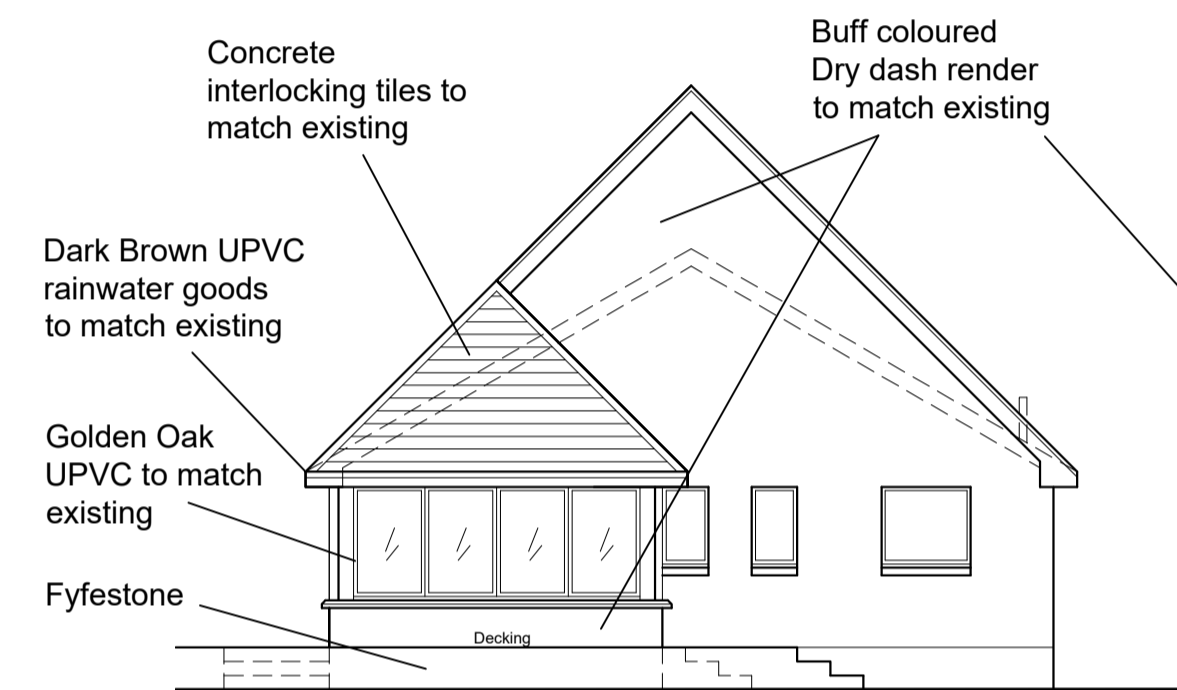 Concrete
interlocking tiles to
match existing
Buff coloured
Dry dash render
to match existing
Dark Brown UPVC
rainwater goods
to match existing
Golden Oak
UPVC to match
existing
Fyfestone
Decking